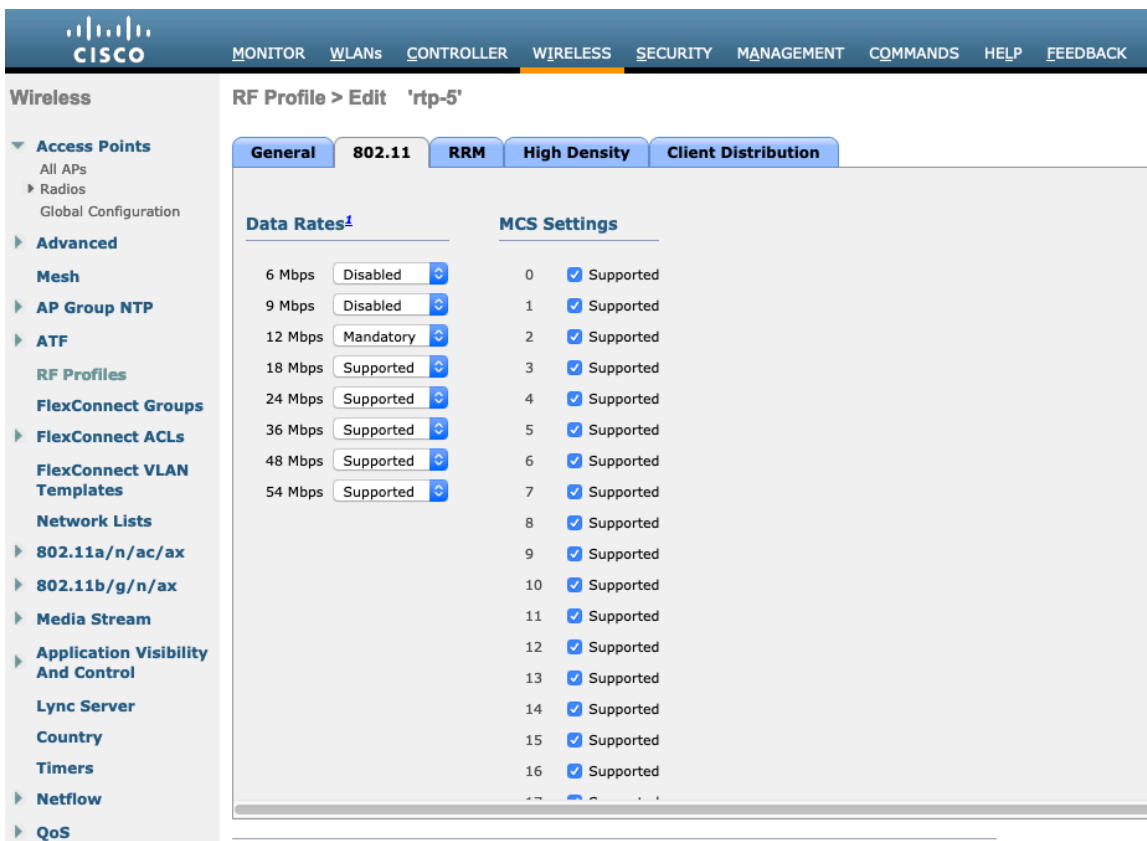 CISCO
MONITOR WLANs CONTROLLER WIRELESS SECURITY MANAGEMENT COMMANDS HELP FEEDBACK
Wireless
Access Points
All APs
Radios
Global Configuration
Advanced
Mesh
AP Group NTP
ATF
RF Profiles
FlexConnect Groups
FlexConnect ACLs
FlexConnect VLAN
Templates
Network Lists
802.11a/n/ac/ax
802.11b/g/n/ax
Media Stream
Application Visibility
And Control
Lync Server
Country
Timers
Netflow
QoS
RF Profile > Edit 'rtp-5'
General 802.11 RRM High Density Client Distribution
Data Rates1
6 Mbps Disabled
9 Mbps Disabled
12 Mbps Mandatory
18 Mbps Supported
24 Mbps Supported
36 Mbps Supported
48 Mbps Supported
54 Mbps Supported
MCS Settings
0 Supported
1 Supported
2 Supported
3 Supported
4 Supported
5 Supported
6 Supported
7 Supported
8 Supported
9 Supported
10 Supported
11 Supported
12 Supported
13 Supported
14 Supported
15 Supported
16 Supported